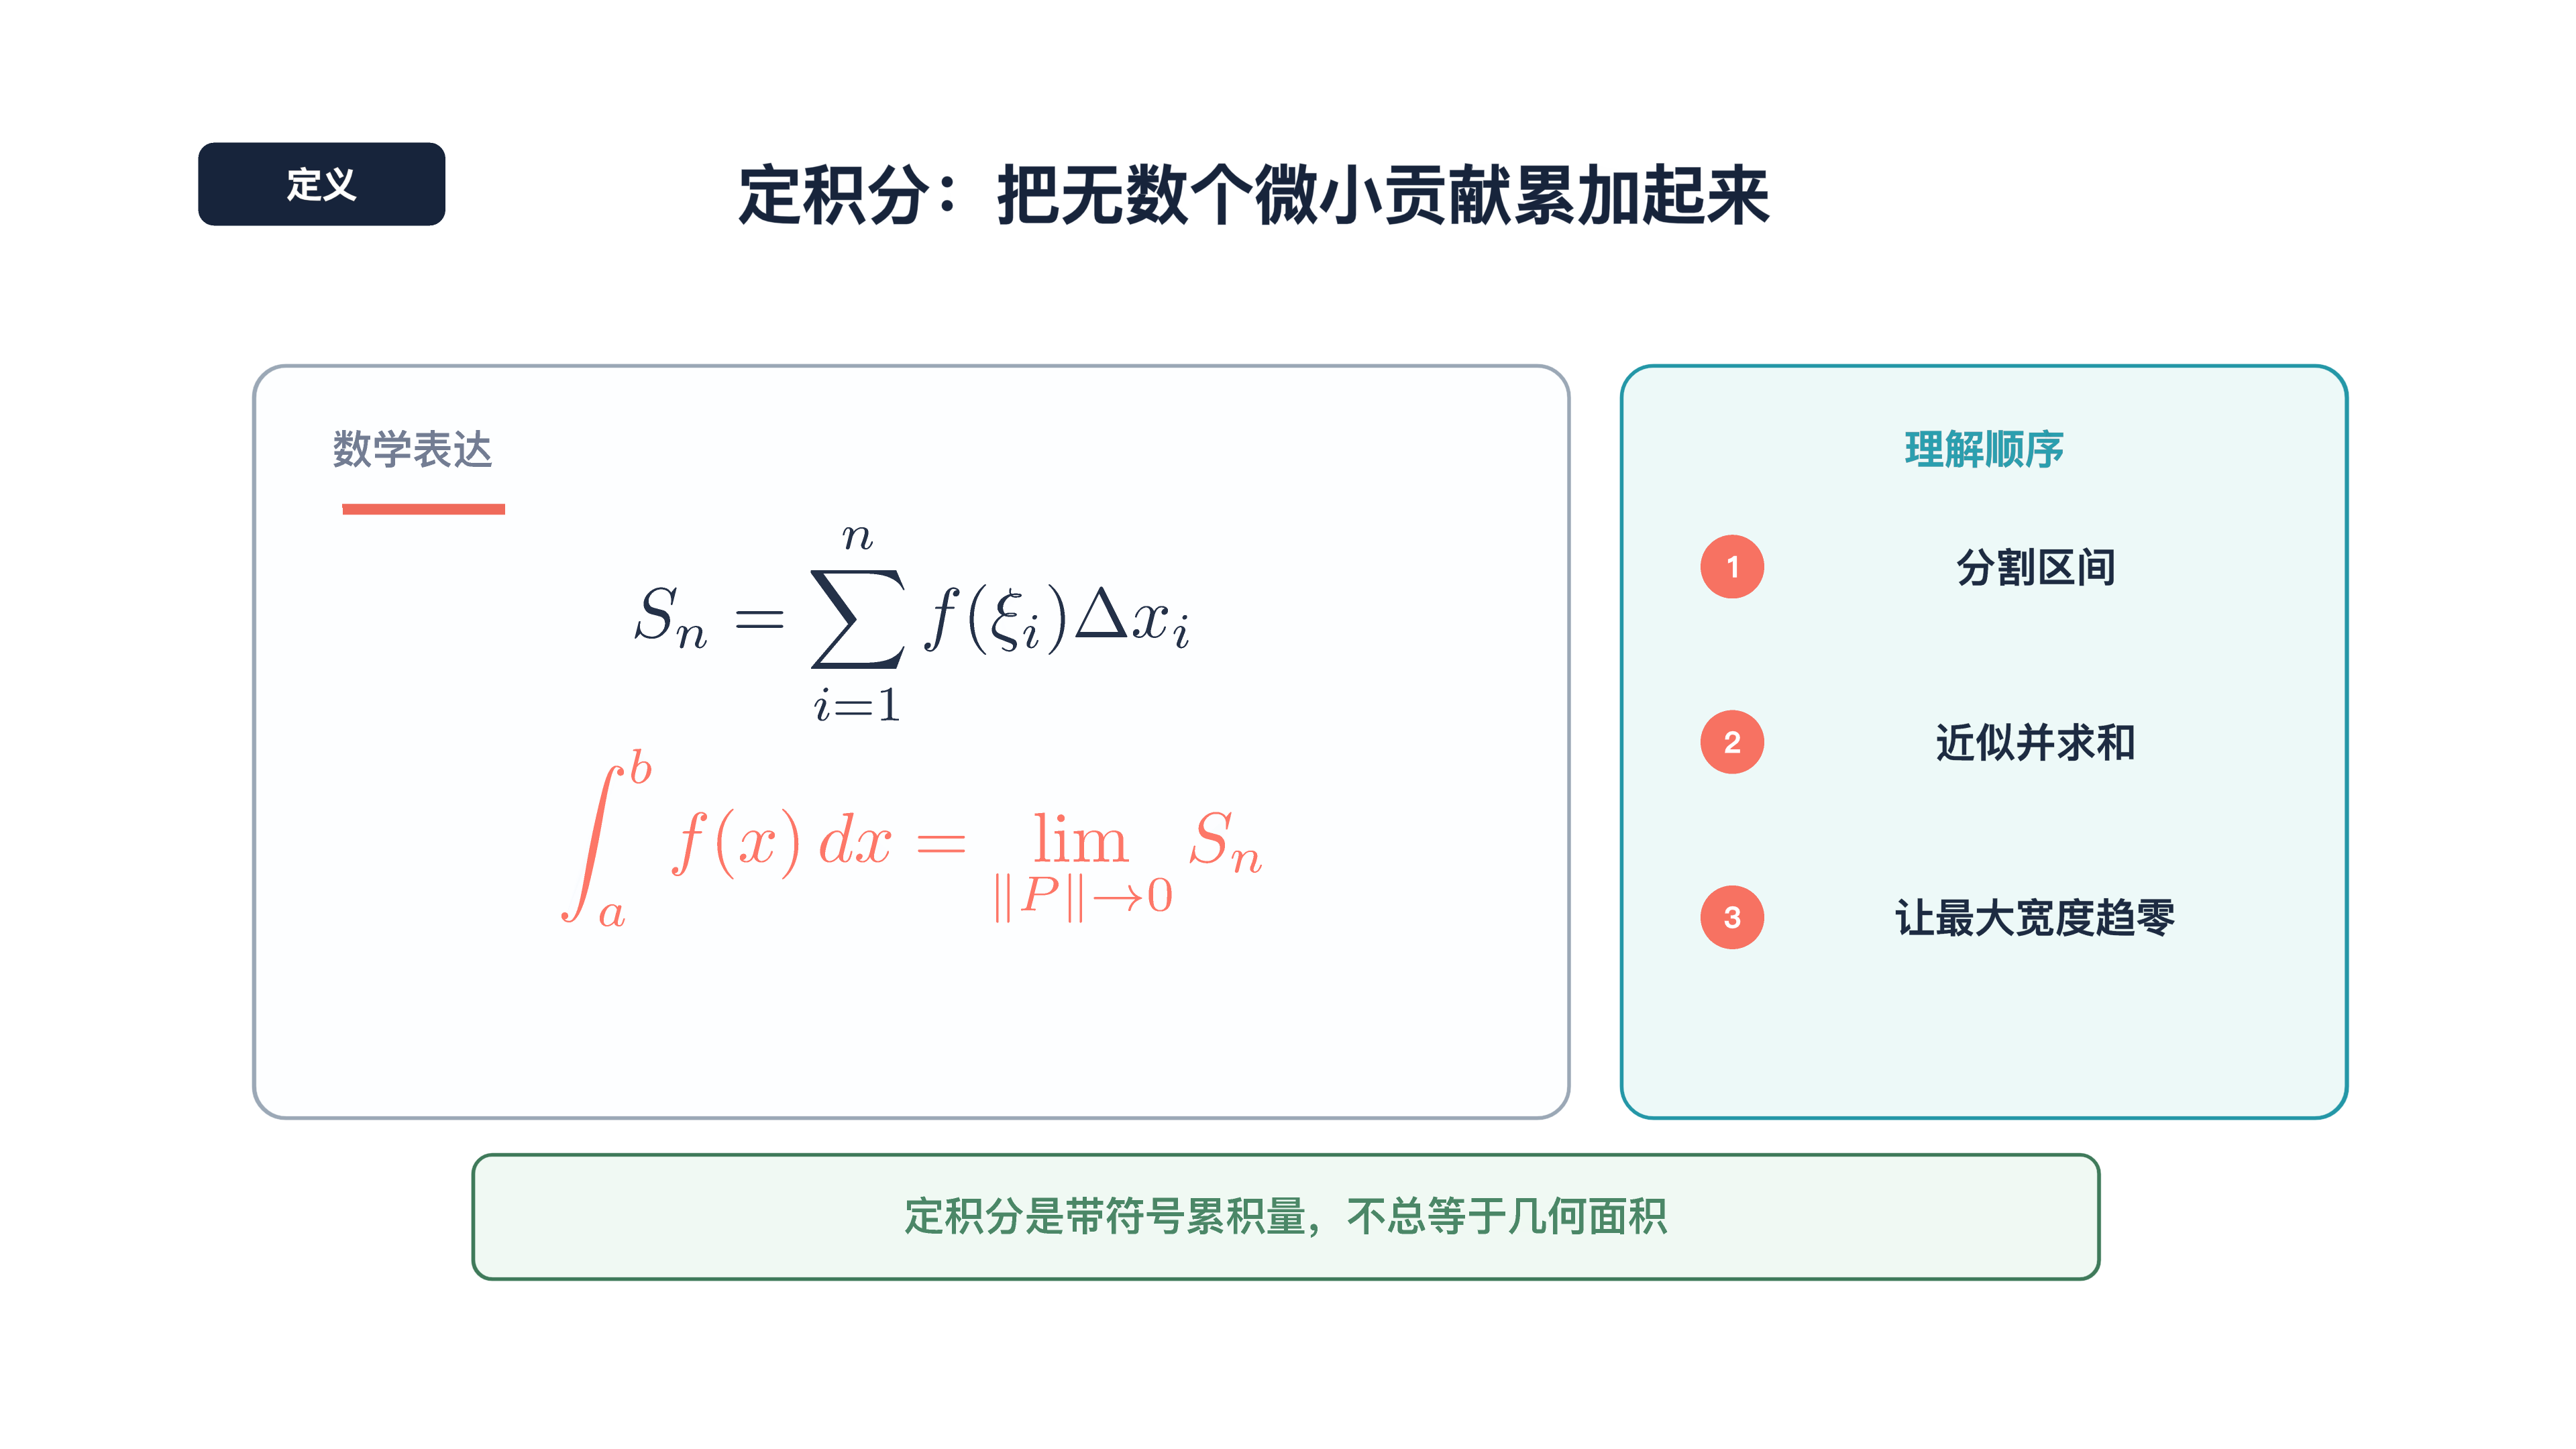 定义
定积分：把无数个微小贡献累加起来
数学表达
$S_n = \sum_{i=1}^{n} f(\xi_i) \Delta x_i$
$\int_a^b f(x)\, dx = \lim_{\|P\| \to 0} S_n$
理解顺序
1 分割区间
2 近似并求和
3 让最大宽度趋零
定积分是带符号累积量，不总等于几何面积